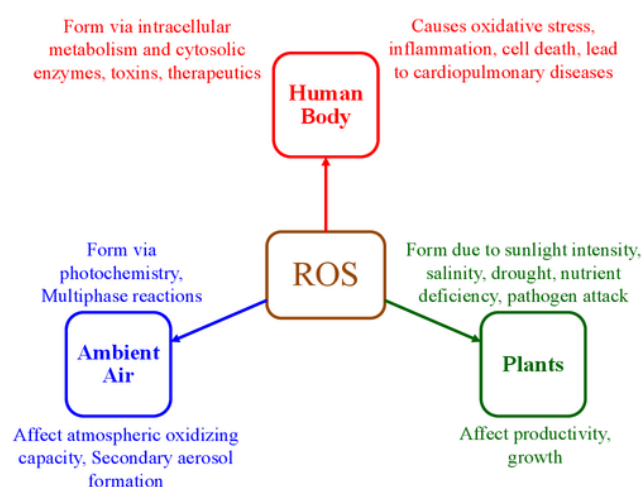 Form via intracellular
metabolism and cytosolic
enzymes, toxins, therapeutics
Causes oxidative stress,
inflammation, cell death, lead
to cardiopulmonary diseases
Human
Body
ROS
Form via
photochemistry,
Multiphase reactions
Ambient
Air
Affect atmospheric oxidizing
capacity, Secondary aerosol
formation
Form due to sunlight intensity,
salinity, drought, nutrient
deficiency, pathogen attack
Plants
Affect productivity,
growth